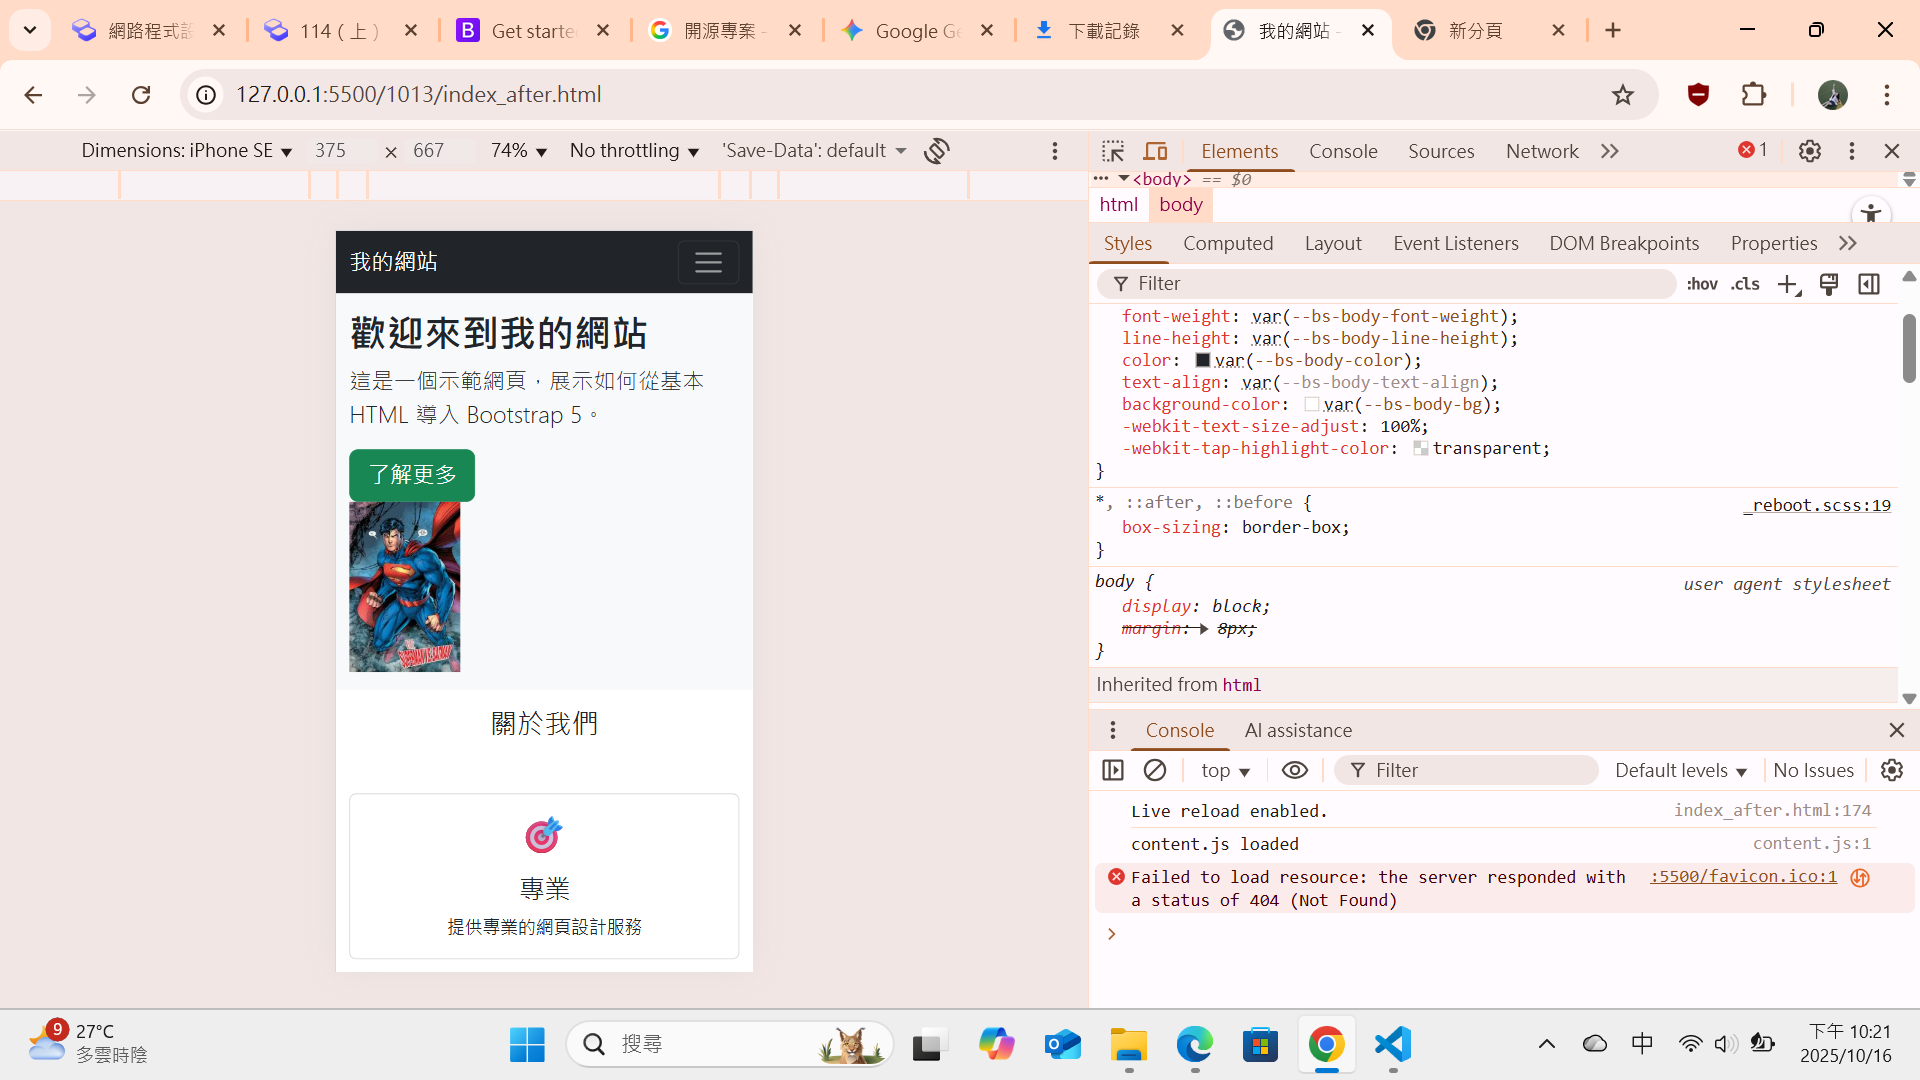 網路程式設
114 ( 上 )
Get starte
開源專案 -
Google Ge
下載記錄
我的網站 -
新分頁
127.0.0.1:5500/1013/index_after.html
Dimensions: iPhone SE 375 × 667 74% No throttling 'Save-Data': default
Elements Console Sources Network 1
<body> == $0
html body
Styles Computed Layout Event Listeners DOM Breakpoints Properties
Filter :hov .cls
font-weight: var(--bs-body-font-weight);
line-height: var(--bs-body-line-height);
color: var(--bs-body-color);
text-align: var(--bs-body-text-align);
background-color: var(--bs-body-bg);
-webkit-text-size-adjust: 100%;
-webkit-tap-highlight-color: transparent;
}
*, ::after, ::before { _reboot.scss:19
box-sizing: border-box;
}
body { user agent stylesheet
display: block;
margin: 8px;
}
Inherited from html
我的網站
歡迎來到我的網站
這是一個示範網頁，展示如何從基本
HTML 導入 Bootstrap 5。
了解更多
關於我們
專業
提供專業的網頁設計服務
Console AI assistance
top Filter Default levels No Issues
Live reload enabled. index_after.html:174
content.js loaded content.js:1
Failed to load resource: the server responded with :5500/favicon.ico:1
a status of 404 (Not Found)
9
27°C
多雲時陰
搜尋
中
下午 10:21
2025/10/16